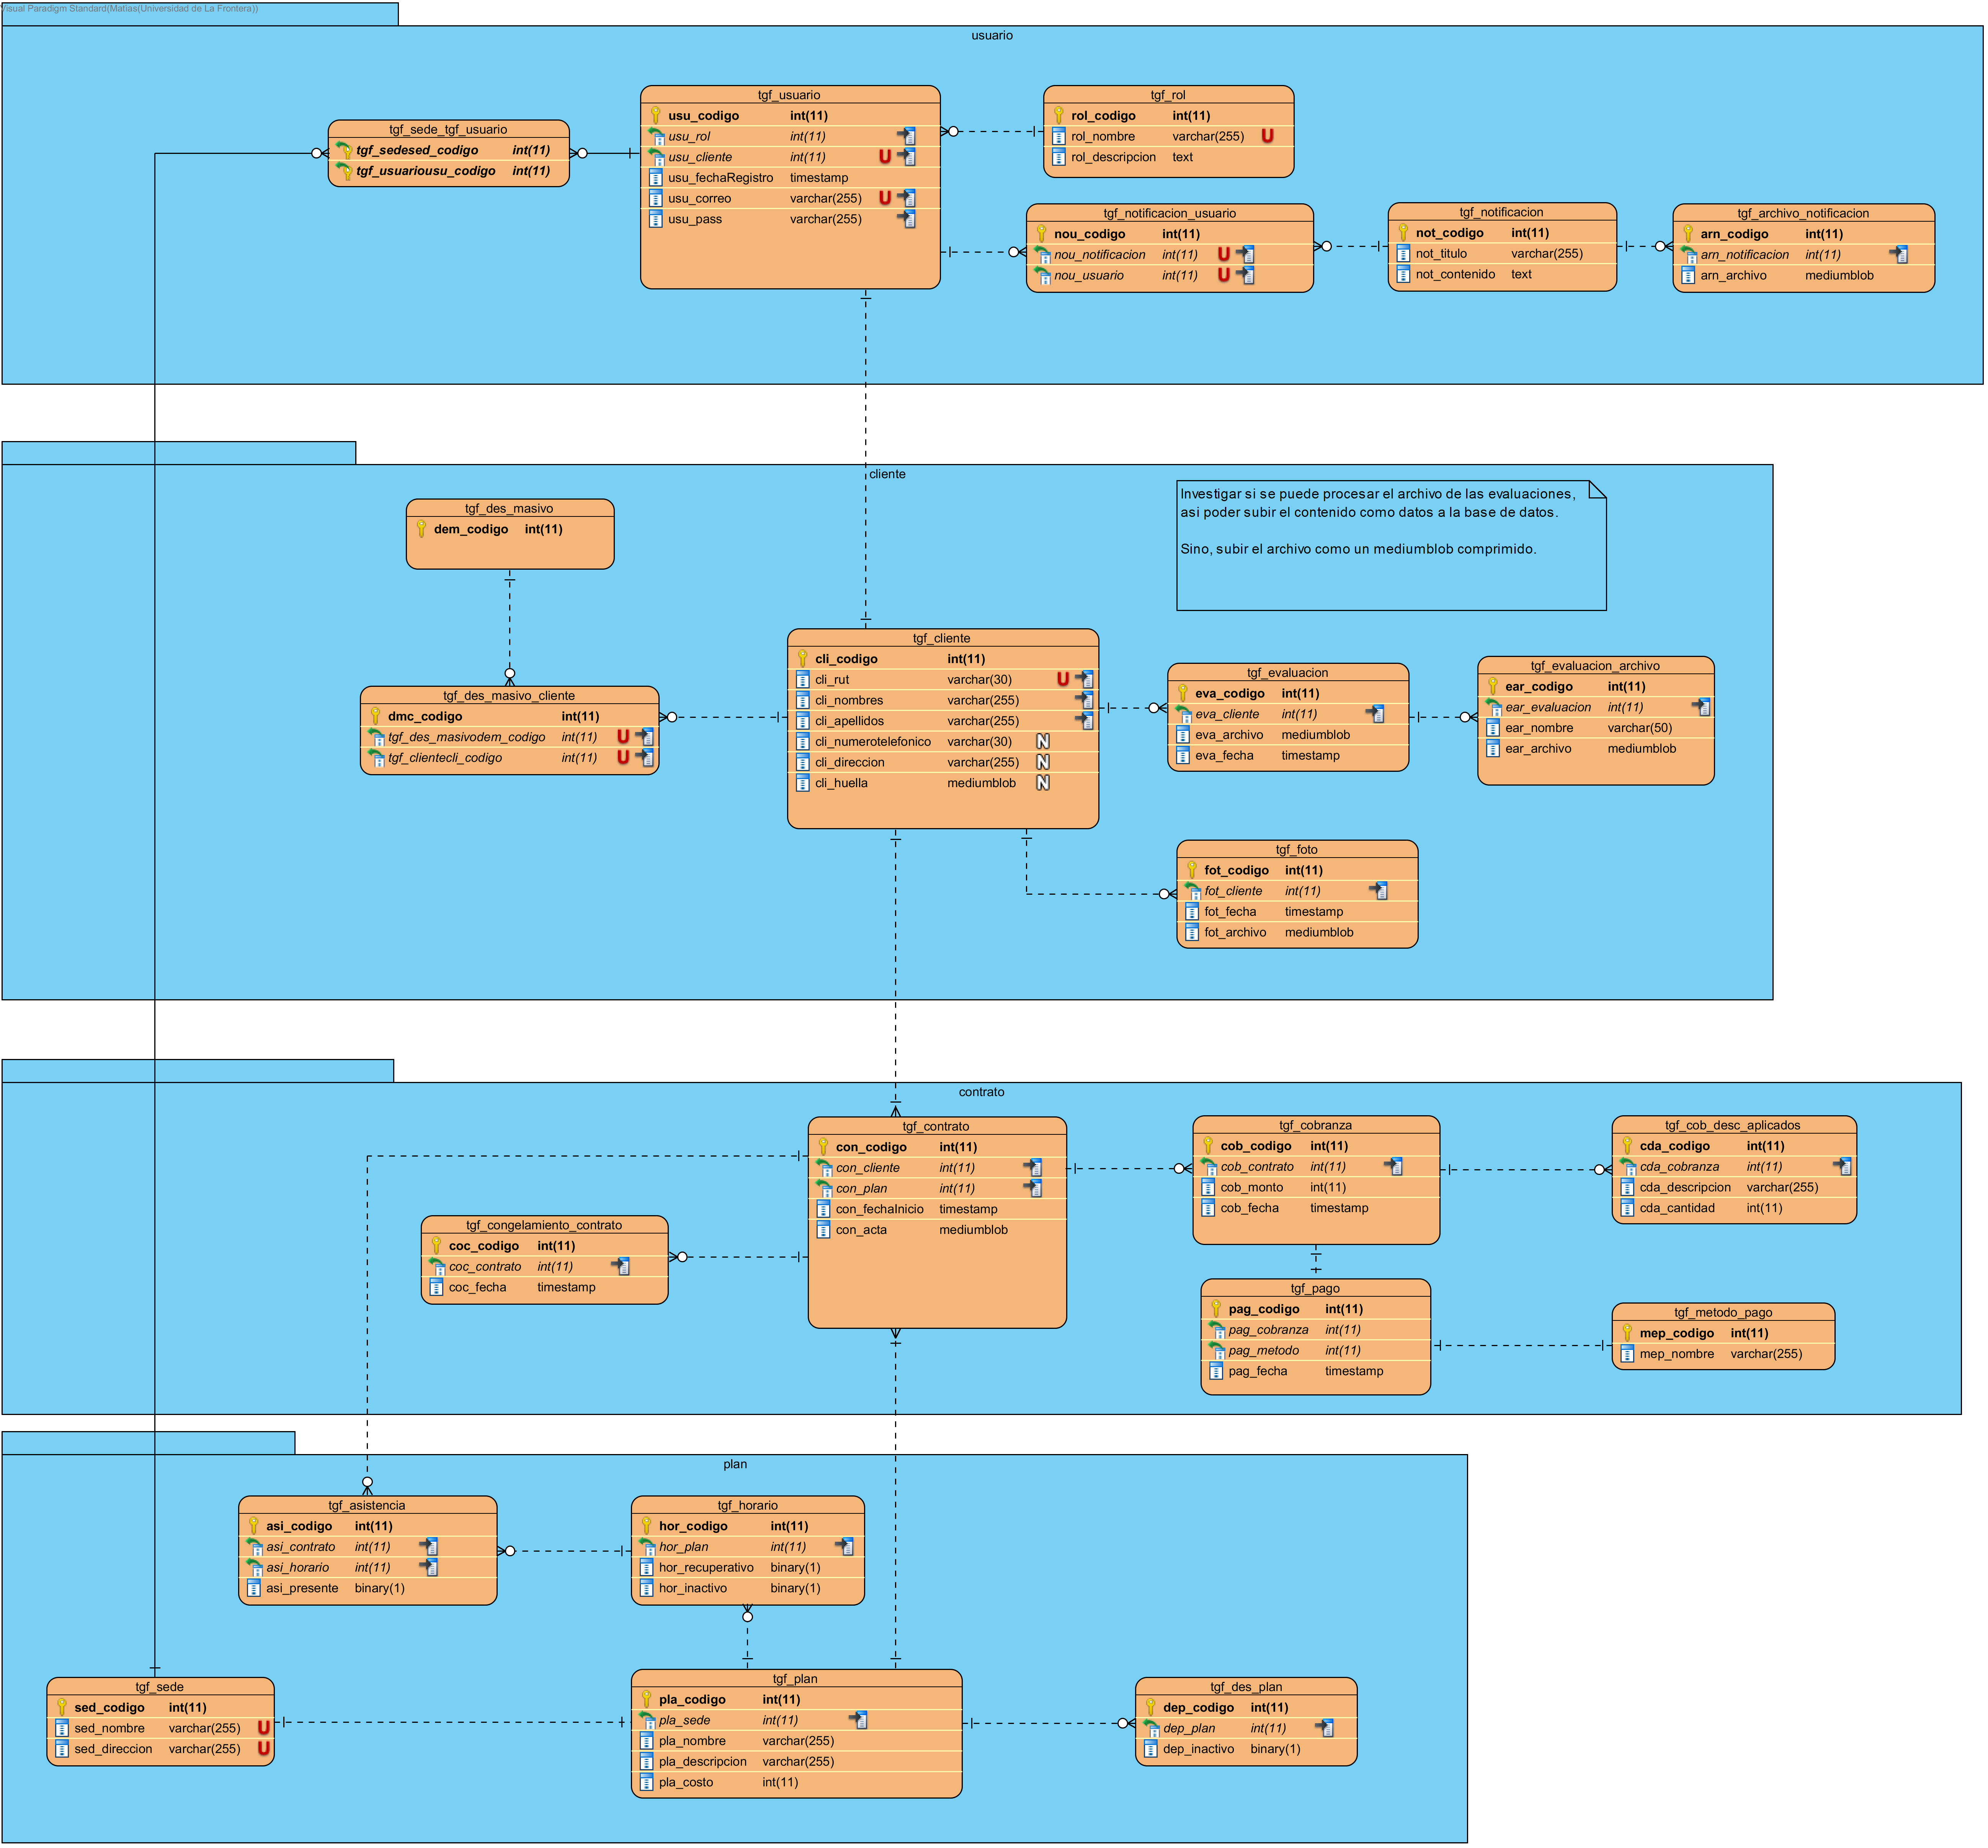 Visual Paradigm Standard(Matias(Universidad de La Frontera))
usuario
tgf_usuario
usu_codigo int(11)
usu_rol int(11)
usu_cliente int(11) U
usu_fechaRegistro timestamp
usu_correo varchar(255) U
usu_pass varchar(255)
tgf_rol
rol_codigo int(11)
rol_nombre varchar(255) U
rol_descripcion text
tgf_sede_tgf_usuario
tgf_sedesed_codigo int(11)
tgf_usuariousu_codigo int(11)
tgf_notificacion_usuario
nou_codigo int(11)
nou_notificacion int(11) U
nou_usuario int(11) U
tgf_notificacion
not_codigo int(11)
not_titulo varchar(255)
not_contenido text
tgf_archivo_notificacion
arn_codigo int(11)
arn_notificacion int(11)
arn_archivo mediumblob
cliente
Investigar si se puede procesar el archivo de las evaluaciones,
asi poder subir el contenido como datos a la base de datos.
Sino, subir el archivo como un mediumblob comprimido.
tgf_des_masivo
dem_codigo int(11)
tgf_des_masivo_cliente
dmc_codigo int(11)
tgf_des_masivodem_codigo int(11) U
tgf_clientecli_codigo int(11) U
tgf_cliente
cli_codigo int(11)
cli_rut varchar(30) U
cli_nombres varchar(255)
cli_apellidos varchar(255)
cli_numerotelefonico varchar(30) N
cli_direccion varchar(255) N
cli_huella mediumblob N
tgf_evaluacion
eva_codigo int(11)
eva_cliente int(11)
eva_archivo mediumblob
eva_fecha timestamp
tgf_evaluacion_archivo
ear_codigo int(11)
ear_evaluacion int(11)
ear_nombre varchar(50)
ear_archivo mediumblob
tgf_foto
fot_codigo int(11)
fot_cliente int(11)
fot_fecha timestamp
fot_archivo mediumblob
contrato
tgf_contrato
con_codigo int(11)
con_cliente int(11)
con_plan int(11)
con_fechaInicio timestamp
con_acta mediumblob
tgf_cobranza
cob_codigo int(11)
cob_contrato int(11)
cob_monto int(11)
cob_fecha timestamp
tgf_cob_desc_aplicados
cda_codigo int(11)
cda_cobranza int(11)
cda_descripcion varchar(255)
cda_cantidad int(11)
tgf_congelamiento_contrato
coc_codigo int(11)
coc_contrato int(11)
coc_fecha timestamp
tgf_pago
pag_codigo int(11)
pag_cobranza int(11)
pag_metodo int(11)
pag_fecha timestamp
tgf_metodo_pago
mep_codigo int(11)
mep_nombre varchar(255)
plan
tgf_asistencia
asi_codigo int(11)
asi_contrato int(11)
asi_horario int(11)
asi_presente binary(1)
tgf_horario
hor_codigo int(11)
hor_plan int(11)
hor_recuperativo binary(1)
hor_inactivo binary(1)
tgf_sede
sed_codigo int(11)
sed_nombre varchar(255) U
sed_direccion varchar(255) U
tgf_plan
pla_codigo int(11)
pla_sede int(11)
pla_nombre varchar(255)
pla_descripcion varchar(255)
pla_costo int(11)
tgf_des_plan
dep_codigo int(11)
dep_plan int(11)
dep_inactivo binary(1)